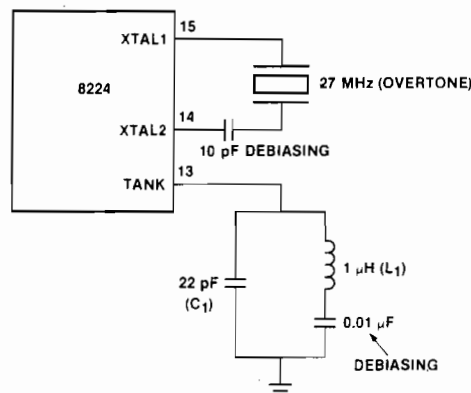 15
XTAL1
8224
27 MHz (OVERTONE)
14
XTAL2
10 pF DEBIASING
13
TANK
1 μH (L₁)
22 pF
(C₁)
0.01 μF
DEBIASING